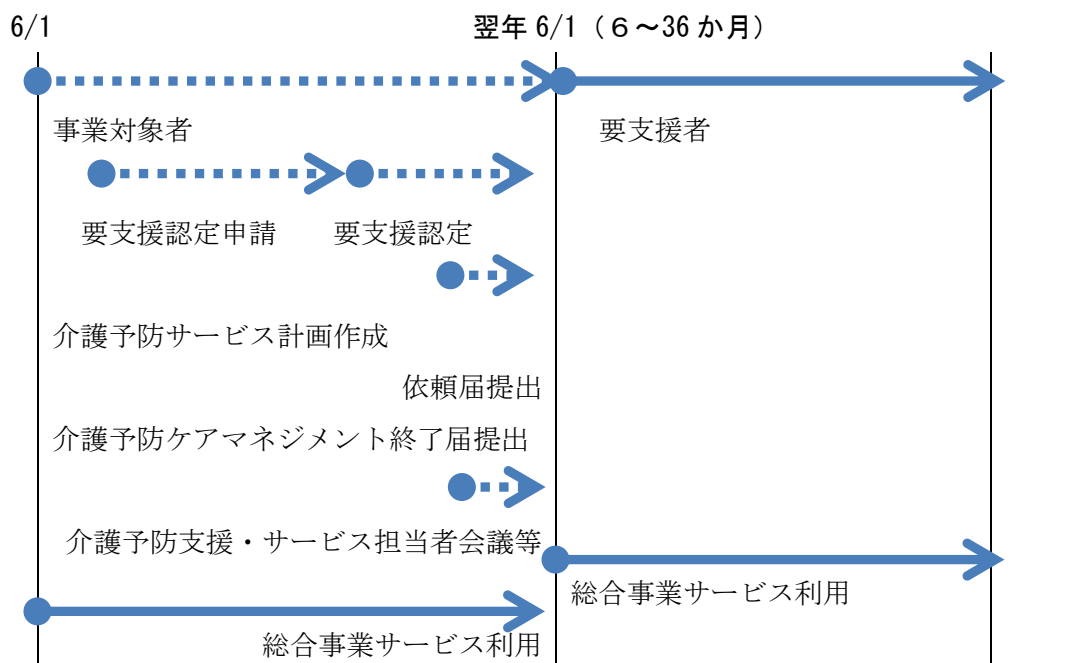 6/1
翌年 6/1（６～36 か月）
事業対象者
要支援者
要支援認定申請
要支援認定
介護予防サービス計画作成
依頼届提出
介護予防ケアマネジメント終了届提出
介護予防支援・サービス担当者会議等
総合事業サービス利用
総合事業サービス利用